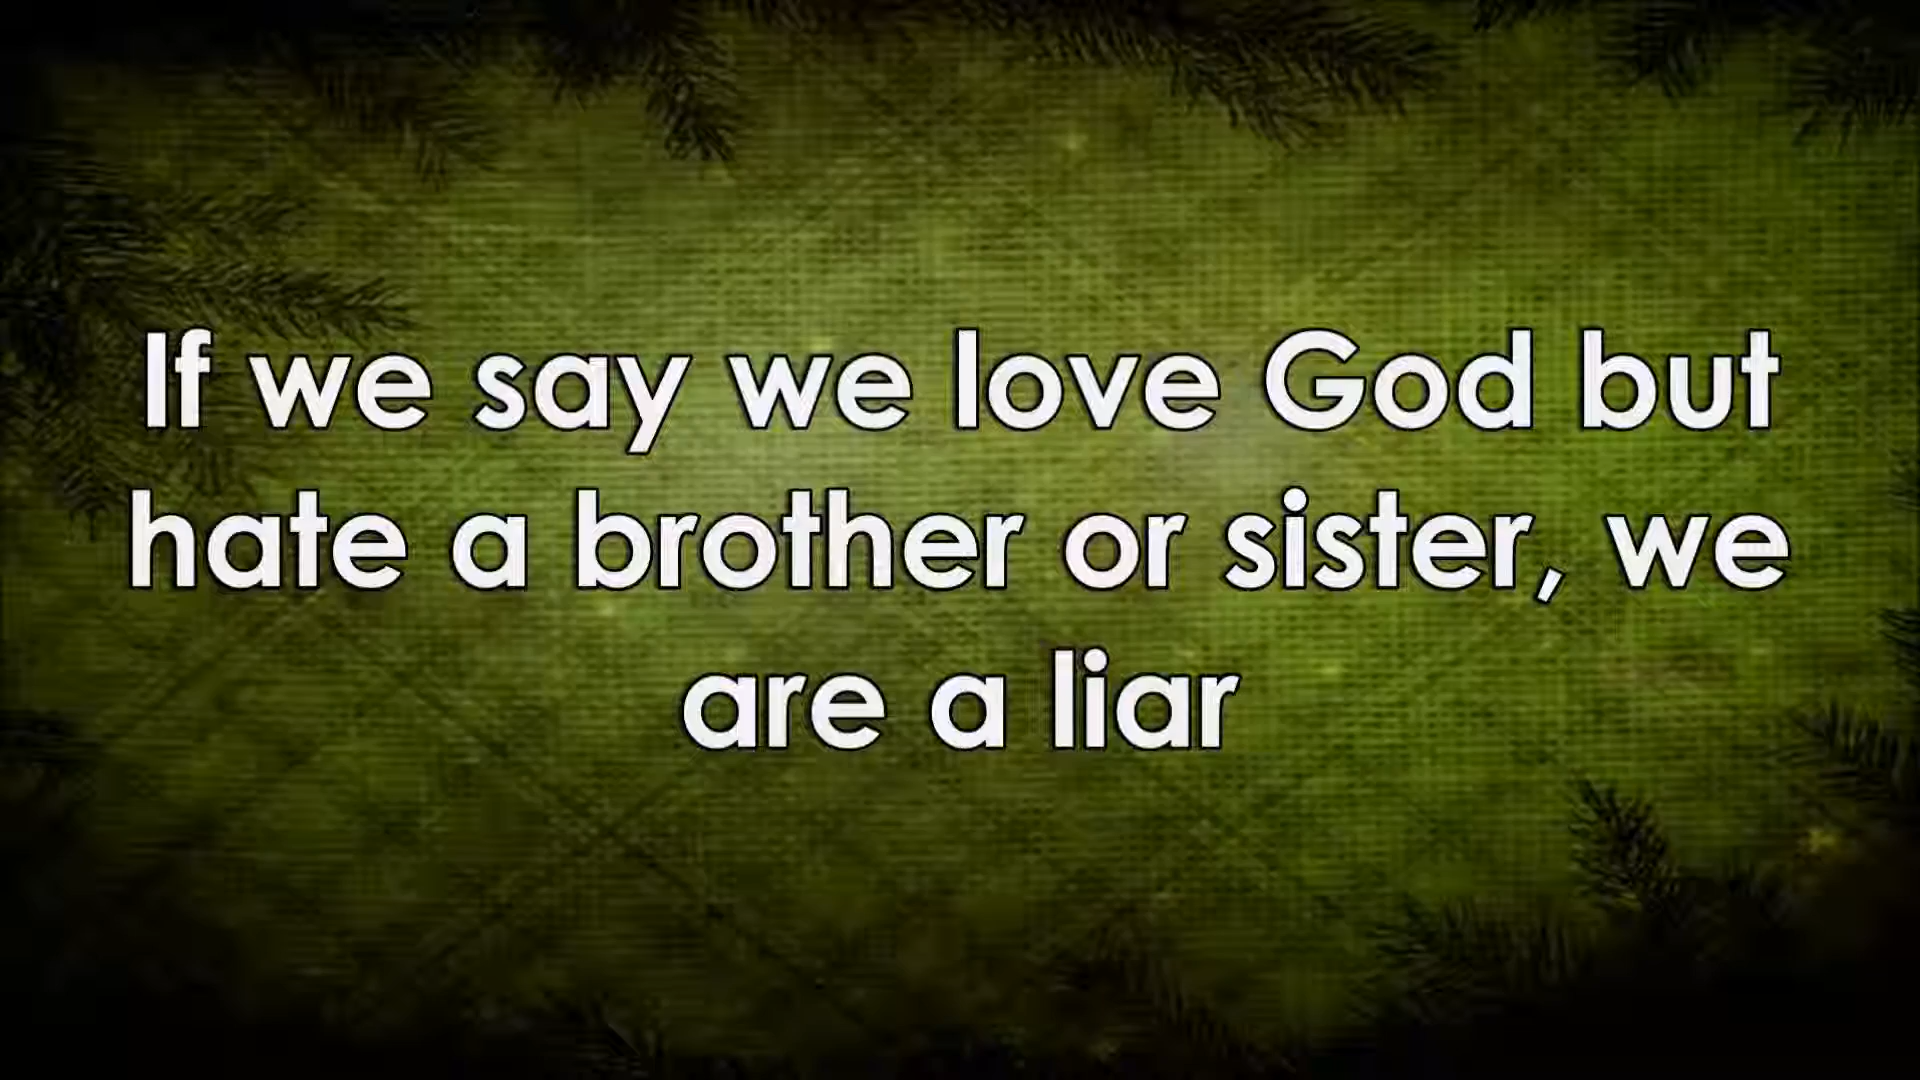 If we say we love God but
hate a brother or sister, we
are a liar